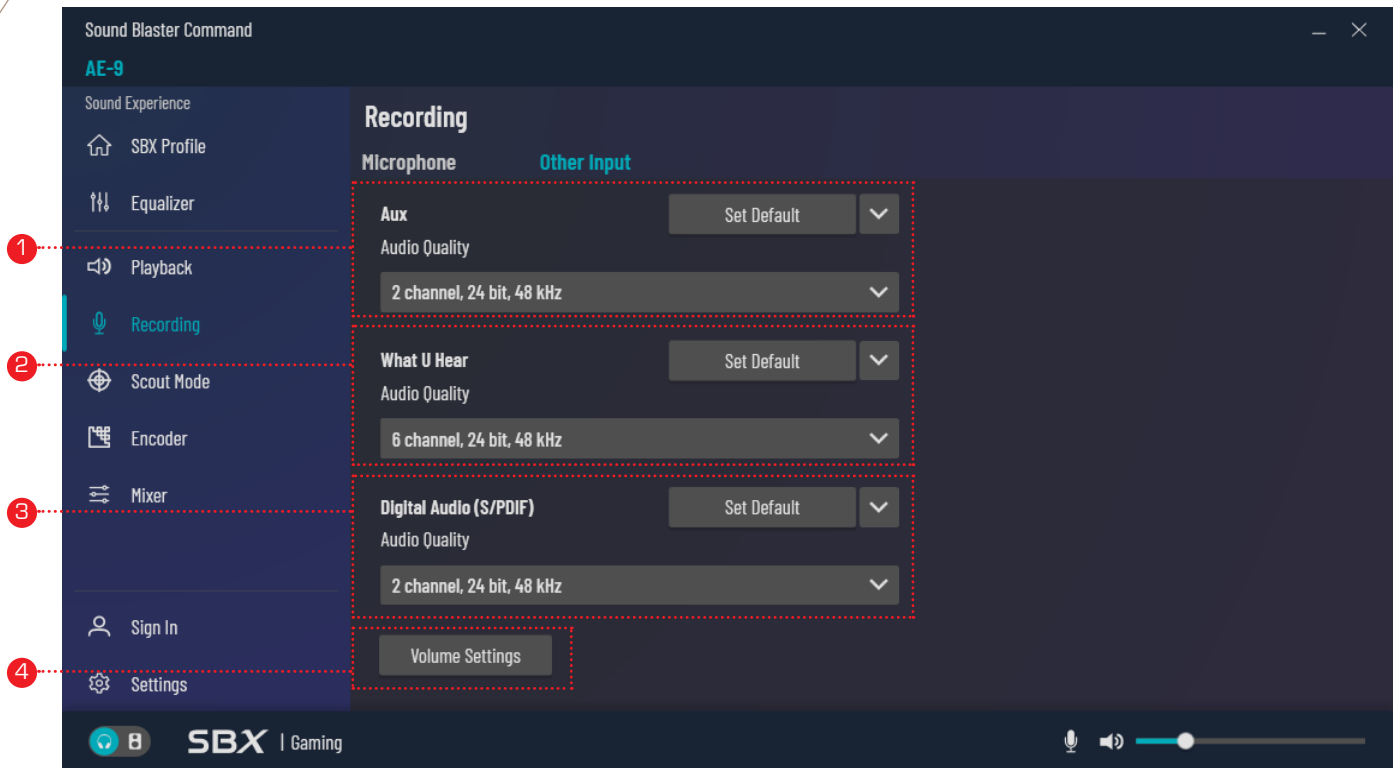 Sound Blaster Command
AE-9
Sound Experience
SBX Profile
Equalizer
Playback
Recording
Scout Mode
Encoder
Mixer
Sign In
Settings
Recording
Microphone Other Input
1
Aux Set Default
Audio Quality
2 channel, 24 bit, 48 kHz
2
What U Hear Set Default
Audio Quality
6 channel, 24 bit, 48 kHz
3
Digital Audio (S/PDIF) Set Default
Audio Quality
2 channel, 24 bit, 48 kHz
4
Volume Settings
SBX | Gaming